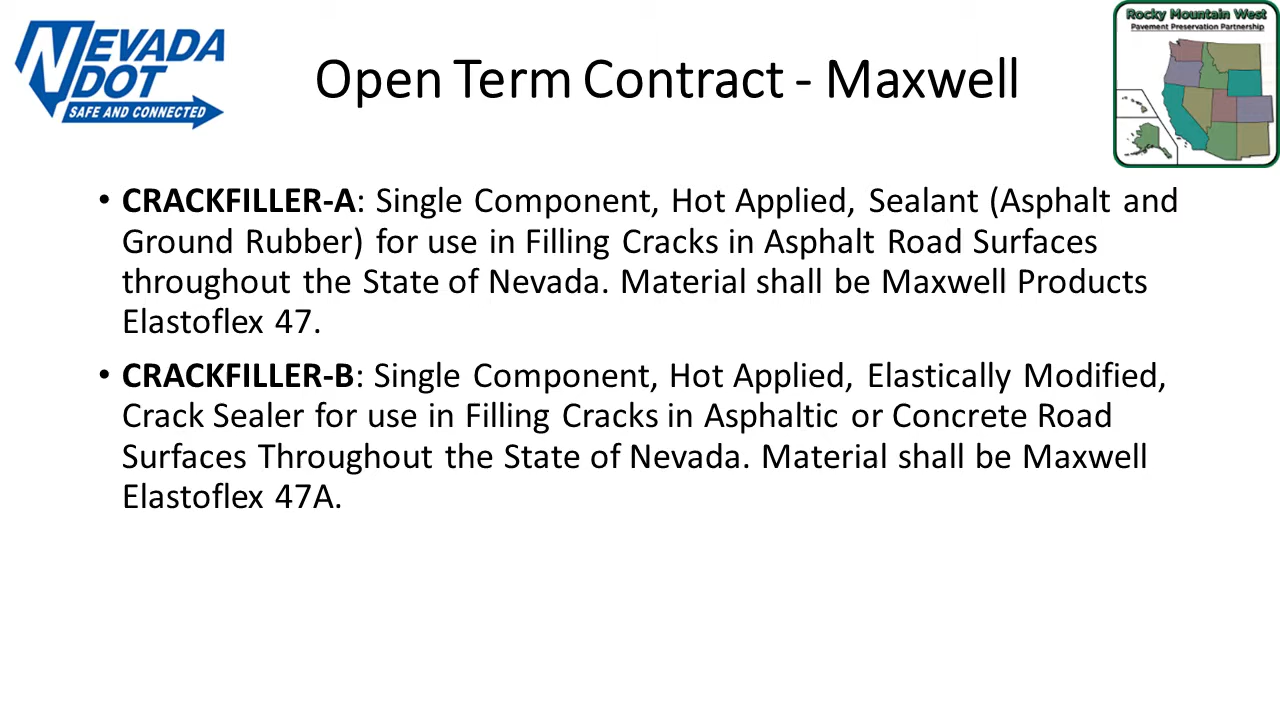 NEVADA
DOT
SAFE AND CONNECTED
Open Term Contract - Maxwell
Rocky Mountain West
Pavement Preservation Partnership
• CRACKFILLER-A: Single Component, Hot Applied, Sealant (Asphalt and
Ground Rubber) for use in Filling Cracks in Asphalt Road Surfaces
throughout the State of Nevada. Material shall be Maxwell Products
Elastoflex 47.
• CRACKFILLER-B: Single Component, Hot Applied, Elastically Modified,
Crack Sealer for use in Filling Cracks in Asphaltic or Concrete Road
Surfaces Throughout the State of Nevada. Material shall be Maxwell
Elastoflex 47A.